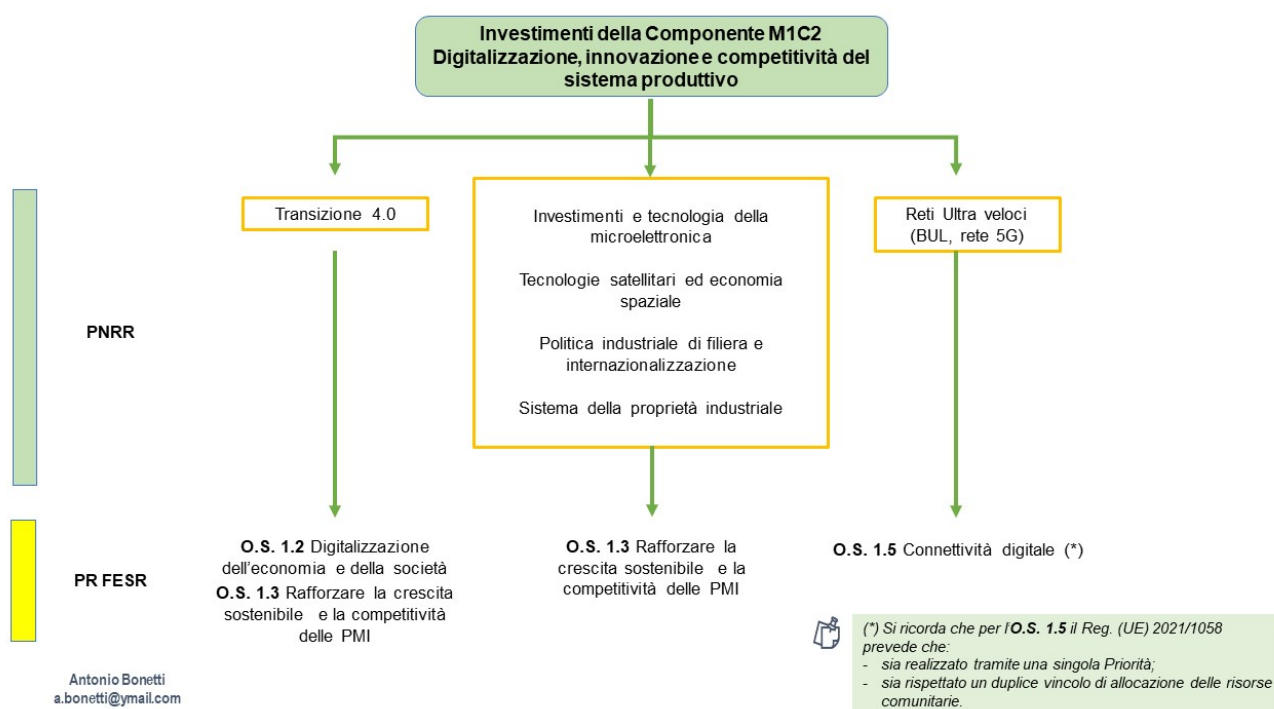 Investimenti della Componente M1C2
Digitalizzazione, innovazione e competitività del
sistema produttivo
Transizione 4.0
Investimenti e tecnologia della
microelettronica
Tecnologie satellitari ed economia
spaziale
Politica industriale di filiera e
internazionalizzazione
Sistema della proprietà industriale
Reti Ultra veloci
(BUL, rete 5G)
PNRR
PR FESR
O.S. 1.2 Digitalizzazione
dell'economia e della società
O.S. 1.3 Rafforzare la crescita
sostenibile e la competitività
delle PMI
O.S. 1.3 Rafforzare la
crescita sostenibile e la
competitività delle PMI
O.S. 1.5 Connettività digitale (*)
(*) Si ricorda che per l'O.S. 1.5 il Reg. (UE) 2021/1058
prevede che:
- sia realizzato tramite una singola Priorità;
- sia rispettato un duplice vincolo di allocazione delle risorse
comunitarie.
Antonio Bonetti
a.bonetti@ymail.com